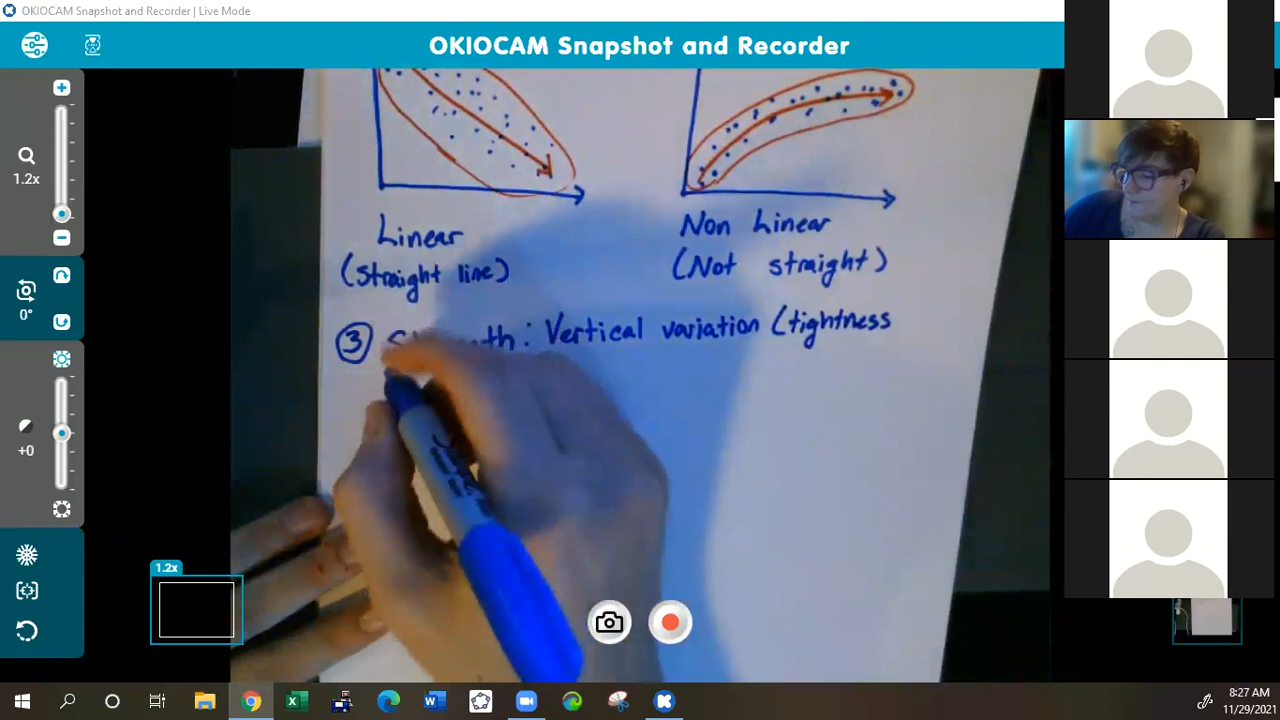 OKIOCAM Snapshot and Recorder | Live Mode
OKIOCAM Snapshot and Recorder
1.2x
0°
+0
1.2x
Linear
(straight line)
Non Linear
(Not straight)
③ : Vertical variation (tightness
8:27 AM
11/29/2021